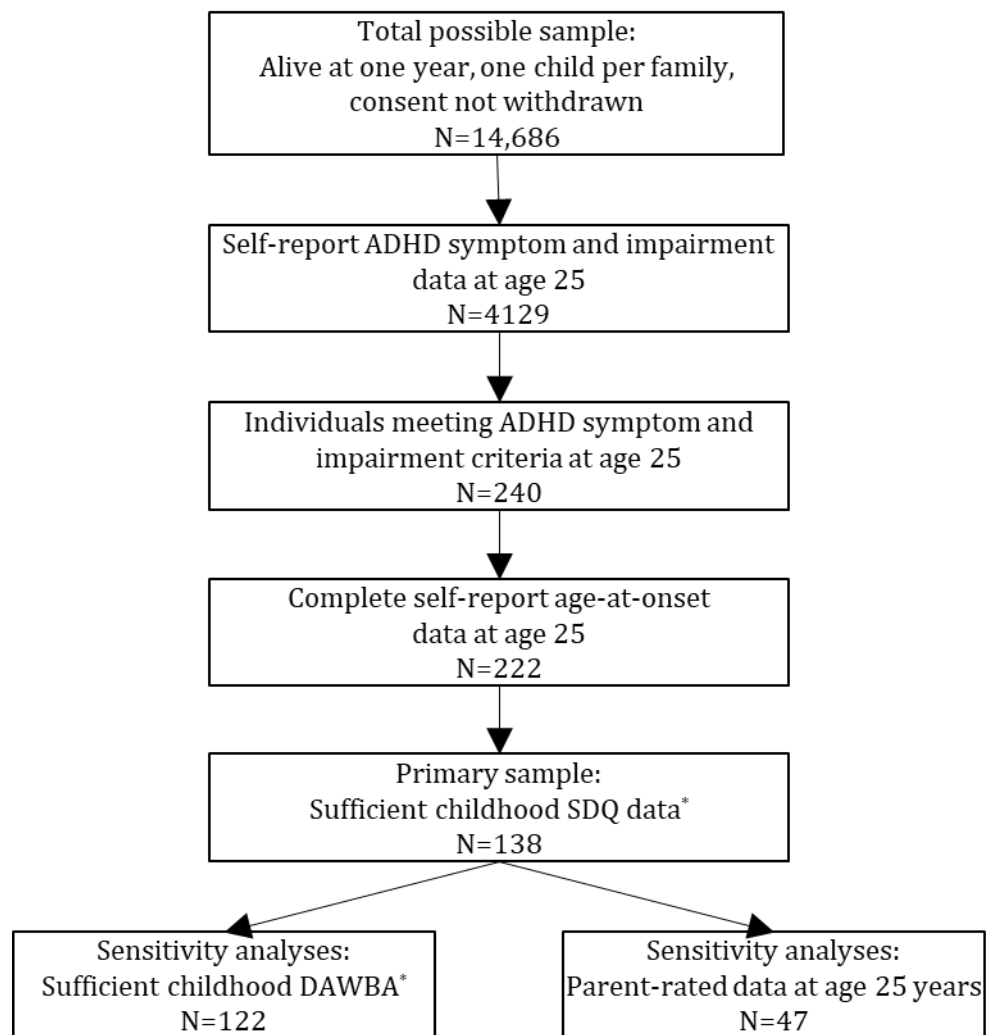 Total possible sample:
Alive at one year, one child per family,
consent not withdrawn
N=14,686
Self-report ADHD symptom and impairment
data at age 25
N=4129
Individuals meeting ADHD symptom and
impairment criteria at age 25
N=240
Complete self-report age-at-onset
data at age 25
N=222
Primary sample:
Sufficient childhood SDQ data*
N=138
Sensitivity analyses:
Sufficient childhood DAWBA*
N=122
Sensitivity analyses:
Parent-rated data at age 25 years
N=47